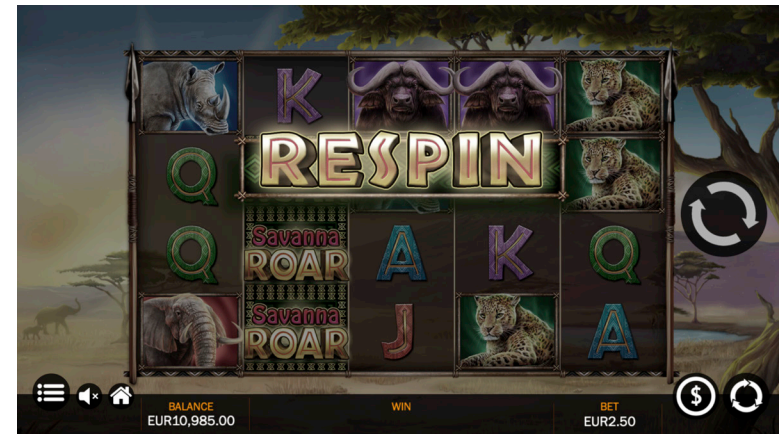 K
RESPIN
Q
Q
Savanna
ROAR
A
K
Q
Savanna
ROAR
J
A
$
BALANCE
EUR10,985.00
WIN
BET
EUR2.50